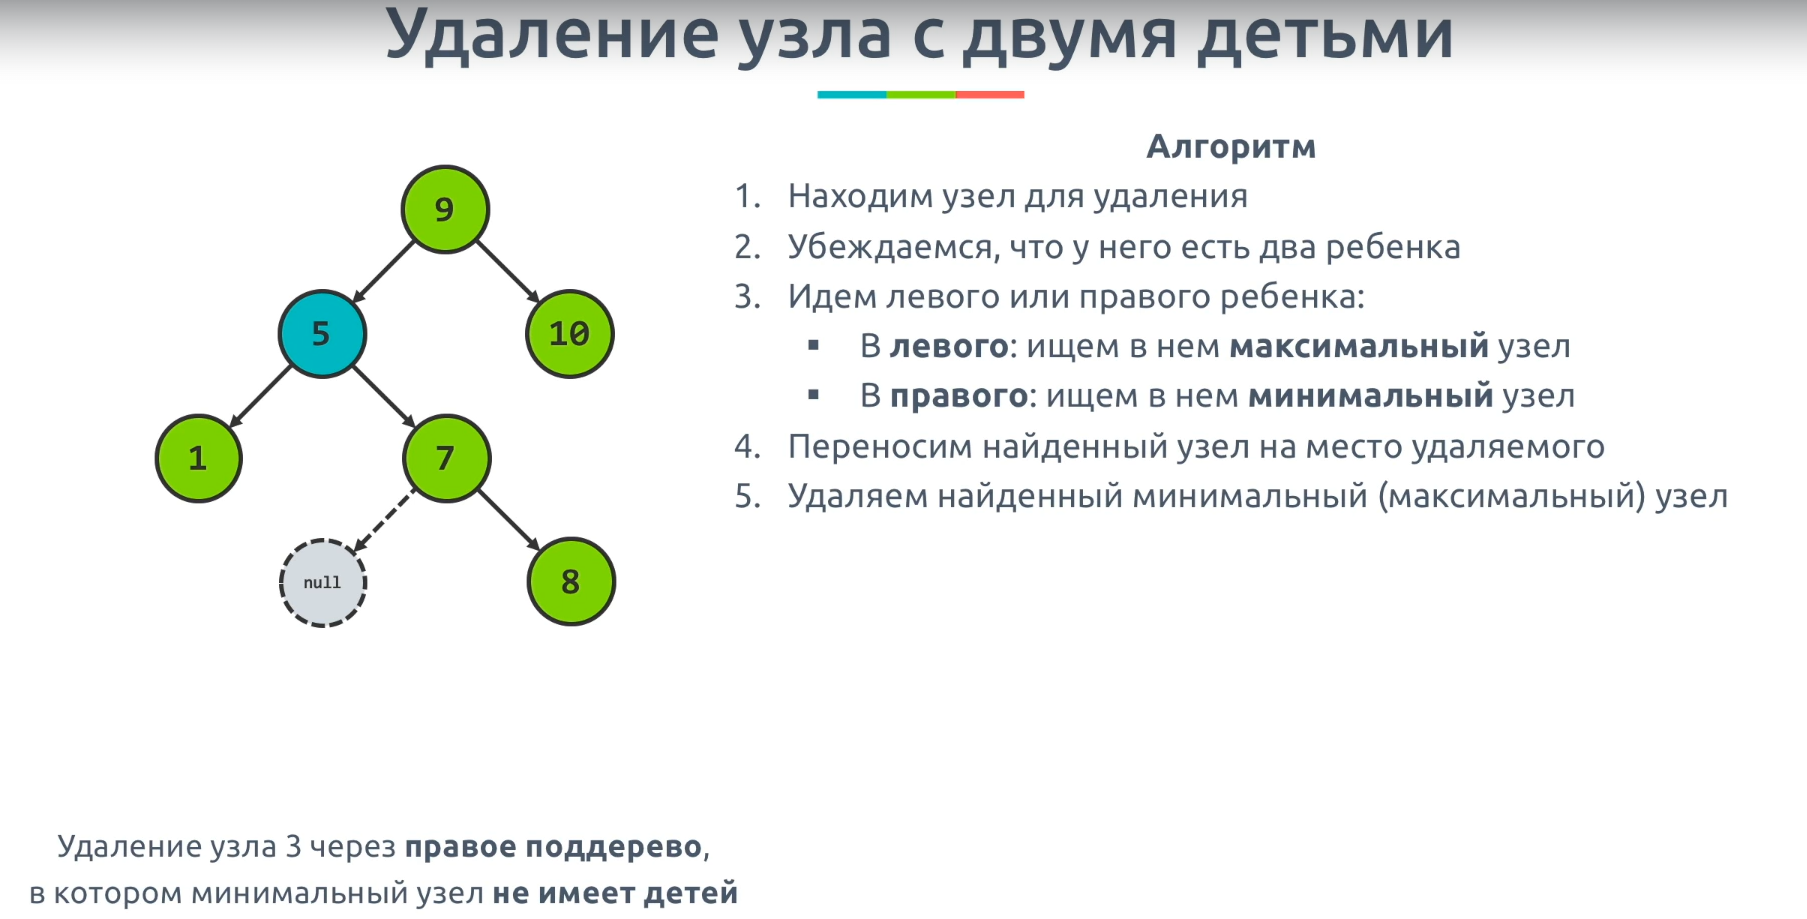 Удаление узла с двумя детьми
9
5
10
1
7
null
8
Алгоритм
1. Находим узел для удаления
2. Убеждаемся, что у него есть два ребенка
3. Идем левого или правого ребенка:
▪ В левого: ищем в нем максимальный узел
▪ В правого: ищем в нем минимальный узел
4. Переносим найденный узел на место удаляемого
5. Удаляем найденный минимальный (максимальный) узел
Удаление узла 3 через правое поддерево,
в котором минимальный узел не имеет детей